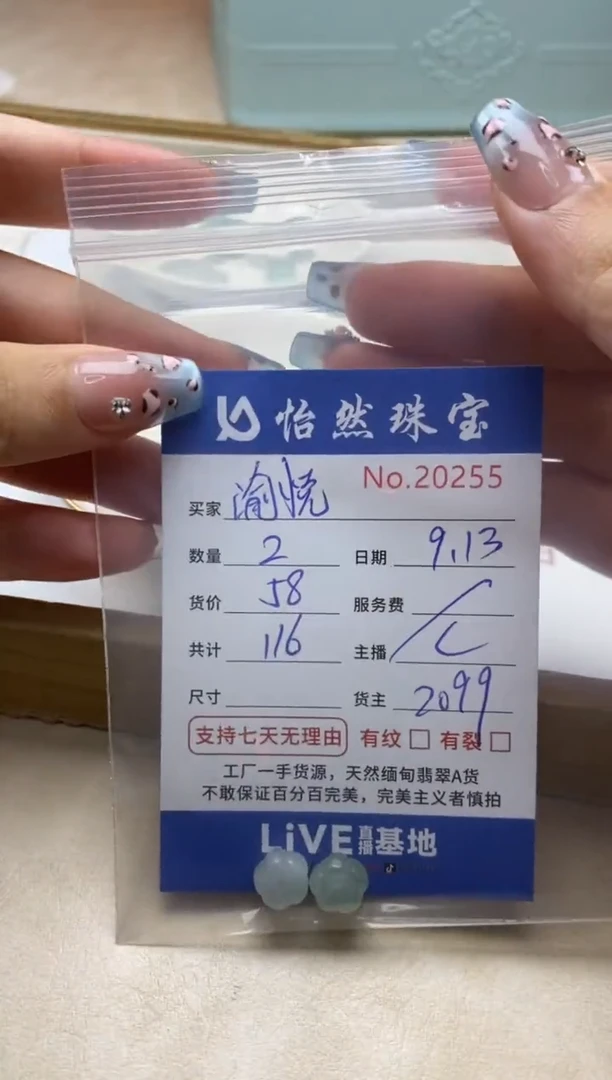 怡然珠宝
No.20255
买家 渝悦
数量 2 日期 9.13
货价 58 服务费 /
共计 116 主播 L
尺寸 货主 2099
支持七天无理由 有纹 □ 有裂 □
工厂一手货源，天然缅甸翡翠A货
不敢保证百分百完美，完美主义者慎拍
LiVE直播基地